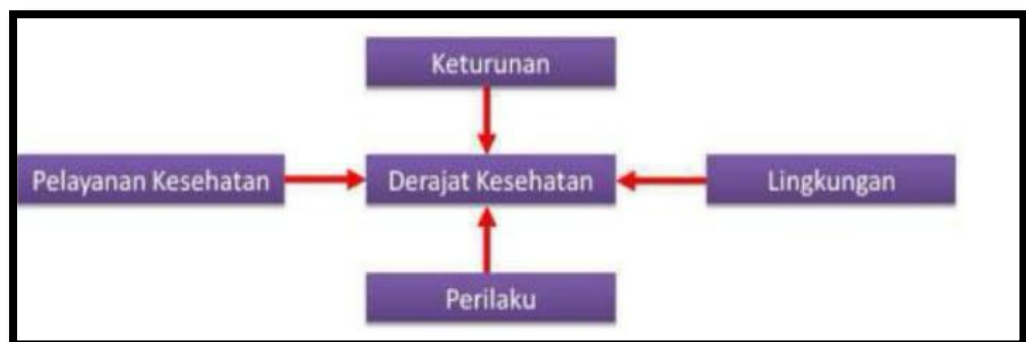 Keturunan
Pelayanan Kesehatan
Derajat Kesehatan
Lingkungan
Perilaku